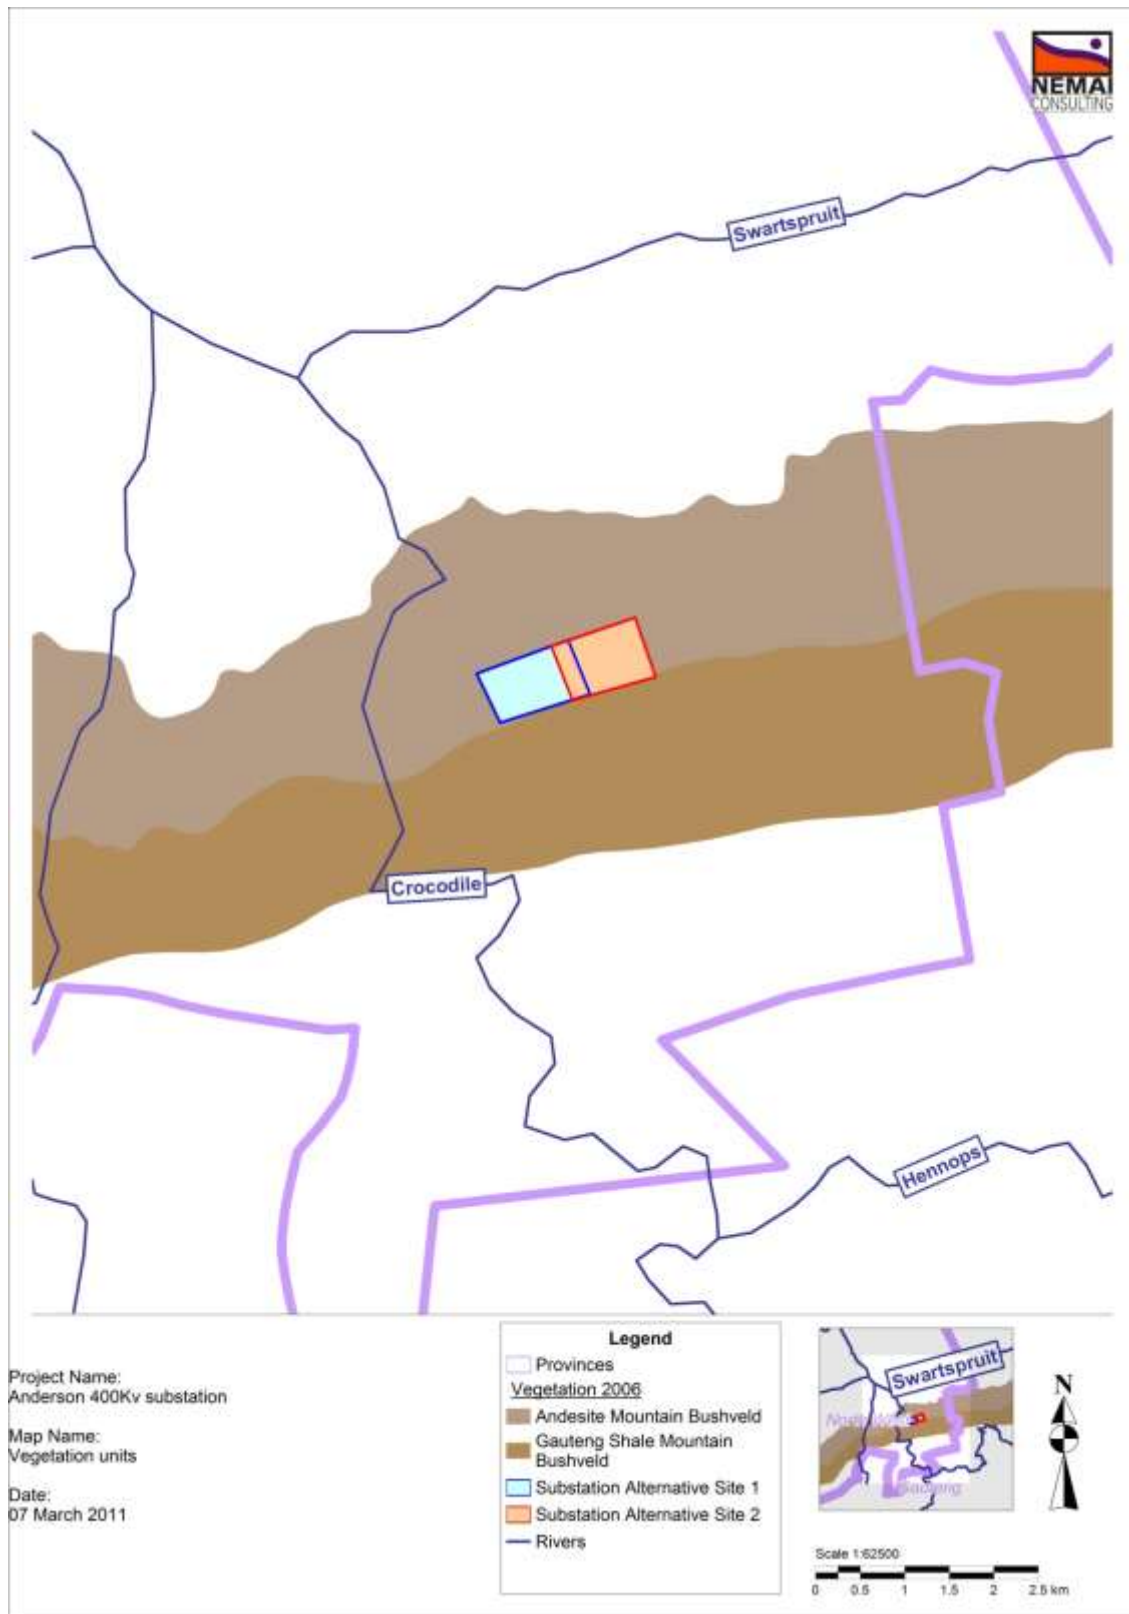 NEMAI
CONSULTING
Swartspruit
Crocodile
Hennops
Project Name:
Anderson 400Kv substation
Map Name:
Vegetation units
Date:
07 March 2011
Legend
Provinces
Vegetation 2006
Andesite Mountain Bushveld
Gauteng Shale Mountain
Bushveld
Substation Alternative Site 1
Substation Alternative Site 2
Rivers
Swartspruit
Gauteng
N
Scale 1:62500
0 0.5 1 1.5 2 2.5 km